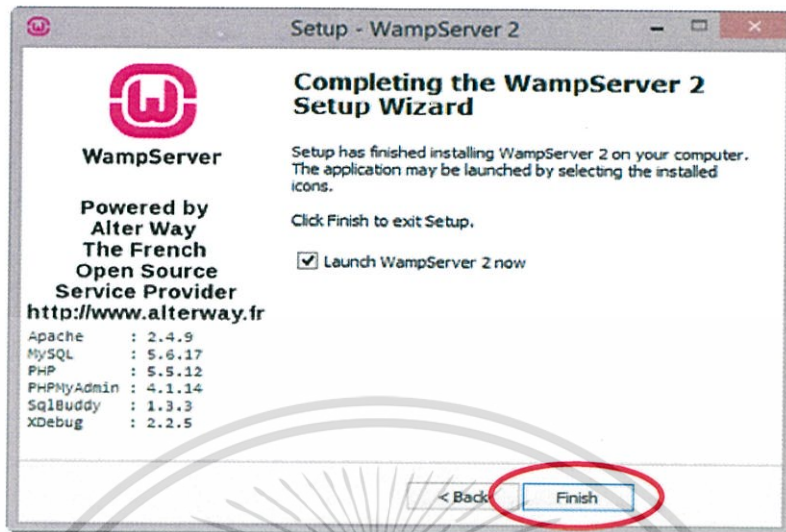 Setup - WampServer 2
WampServer
Powered by
Alter Way
The French
Open Source
Service Provider
http://www.alterway.fr
Apache : 2.4.9
MySQL : 5.6.17
PHP : 5.5.12
PHPMyAdmin : 4.1.14
SqlBuddy : 1.3.3
XDebug : 2.2.5
Completing the WampServer 2
Setup Wizard
Setup has finished installing WampServer 2 on your computer.
The application may be launched by selecting the installed
icons.
Click Finish to exit Setup.
Launch WampServer 2 now
< Back
Finish